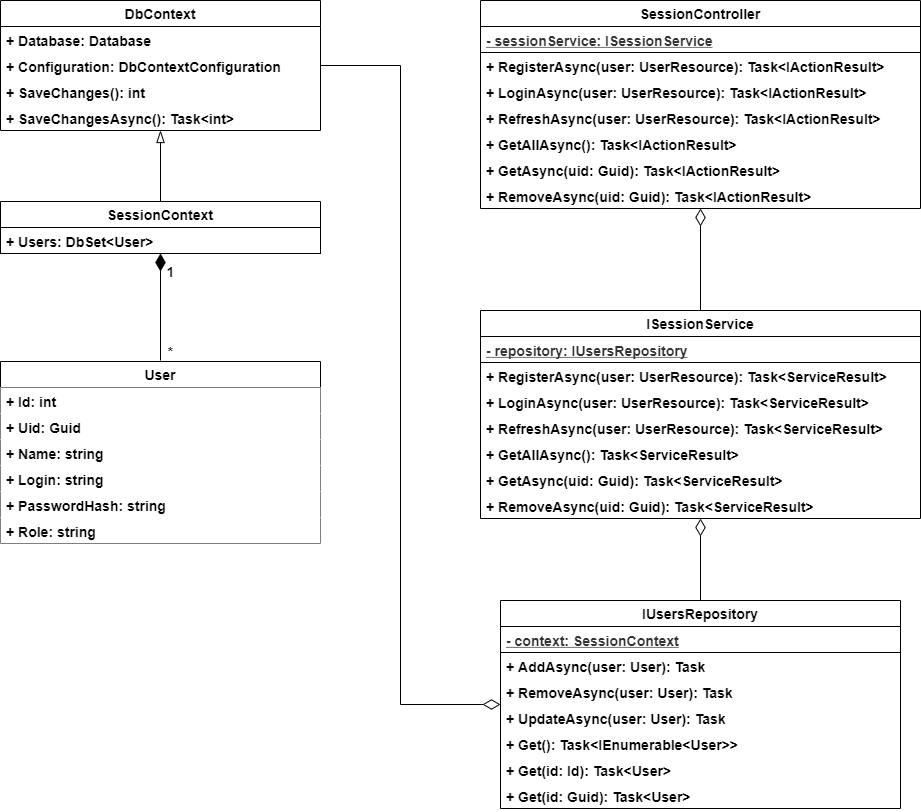 DbContext
+ Database: Database
+ Configuration: DbContextConfiguration
+ SaveChanges(): int
+ SaveChangesAsync(): Task<int>
SessionContext
+ Users: DbSet<User>
1
*
User
+ Id: int
+ Uid: Guid
+ Name: string
+ Login: string
+ PasswordHash: string
+ Role: string
SessionController
- sessionService: ISessionService
+ RegisterAsync(user: UserResource): Task<IActionResult>
+ LoginAsync(user: UserResource): Task<IActionResult>
+ RefreshAsync(user: UserResource): Task<IActionResult>
+ GetAllAsync(): Task<IActionResult>
+ GetAsync(uid: Guid): Task<IActionResult>
+ RemoveAsync(uid: Guid): Task<IActionResult>
ISessionService
- repository: IUsersRepository
+ RegisterAsync(user: UserResource): Task<ServiceResult>
+ LoginAsync(user: UserResource): Task<ServiceResult>
+ RefreshAsync(user: UserResource): Task<ServiceResult>
+ GetAllAsync(): Task<ServiceResult>
+ GetAsync(uid: Guid): Task<ServiceResult>
+ RemoveAsync(uid: Guid): Task<ServiceResult>
IUsersRepository
- context: SessionContext
+ AddAsync(user: User): Task
+ RemoveAsync(user: User): Task
+ UpdateAsync(user: User): Task
+ Get(): Task<IEnumerable<User>>
+ Get(id: Id): Task<User>
+ Get(id: Guid): Task<User>